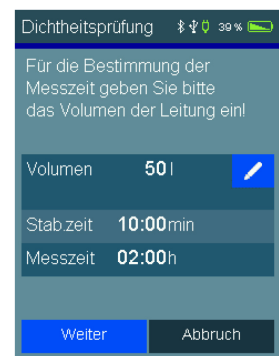 Dichtheitsprüfung 39 %
Für die Bestimmung der
Messzeit geben Sie bitte
das Volumen der Leitung ein!
Volumen 50 l
Stab.zeit 10:00 min
Messzeit 02:00 h
Weiter Abbruch